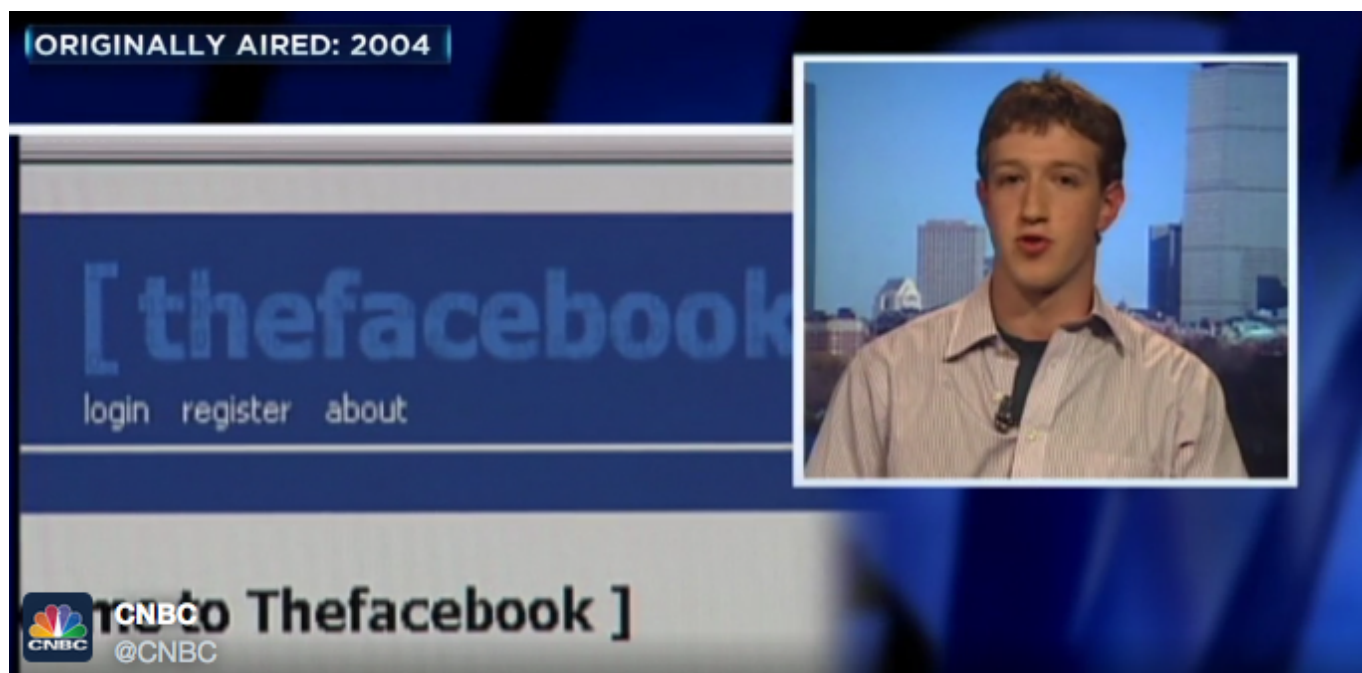 ORIGINALLY AIRED: 2004
[ thefacebook
login register about
to Thefacebook ]
CNBC
CNBC
@CNBC